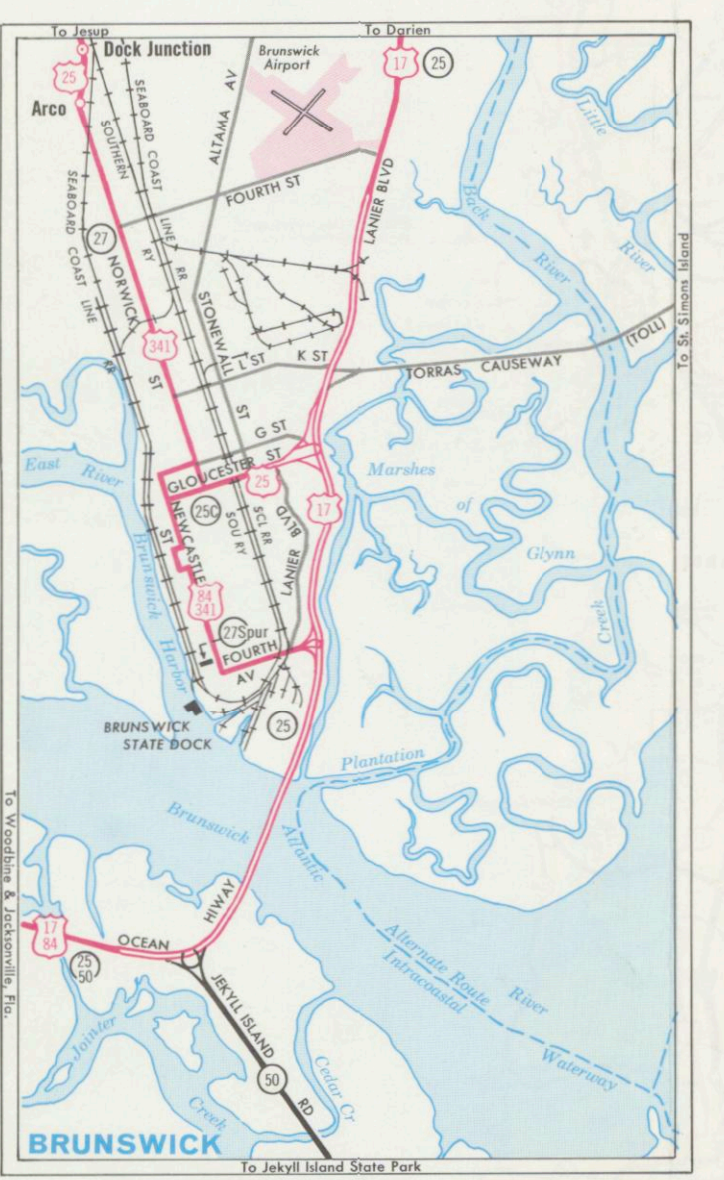 To Jesup
To Darien
Dock Junction
Brunswick
Airport
25
17
25
Arco
ALTAMA AV
Little
River
SEABOARD COAST
LINE
RR
SOUTHERN
RY
SEABOARD COAST LINE
RR
FOURTH ST
LANIER BLVD
Back
River
27
NORWICK
ST
341
STONEWALL
ST
L ST
K ST
TORRAS CAUSEWAY
(TOLL)
To St. Simons Island
G ST
GLOUCESTER ST
25
25C
17
East River
Marshes
of
Glynn
NEWCASTLE
ST
SCL RR
SOU RY
LANIER
BLVD
Brunswick
Harbor
84
341
27Spur
FOURTH
AV
Creek
25
BRUNSWICK
STATE DOCK
Plantation
Brunswick
Atlantic
HIWAY
To Woodbine & Jacksonville, Fla.
17
84
OCEAN
25
50
Alternate Route
Intracoastal
River
Waterway
JEKYLL ISLAND
RD
50
Jointer
Creek
Cedar Cr
BRUNSWICK
To Jekyll Island State Park